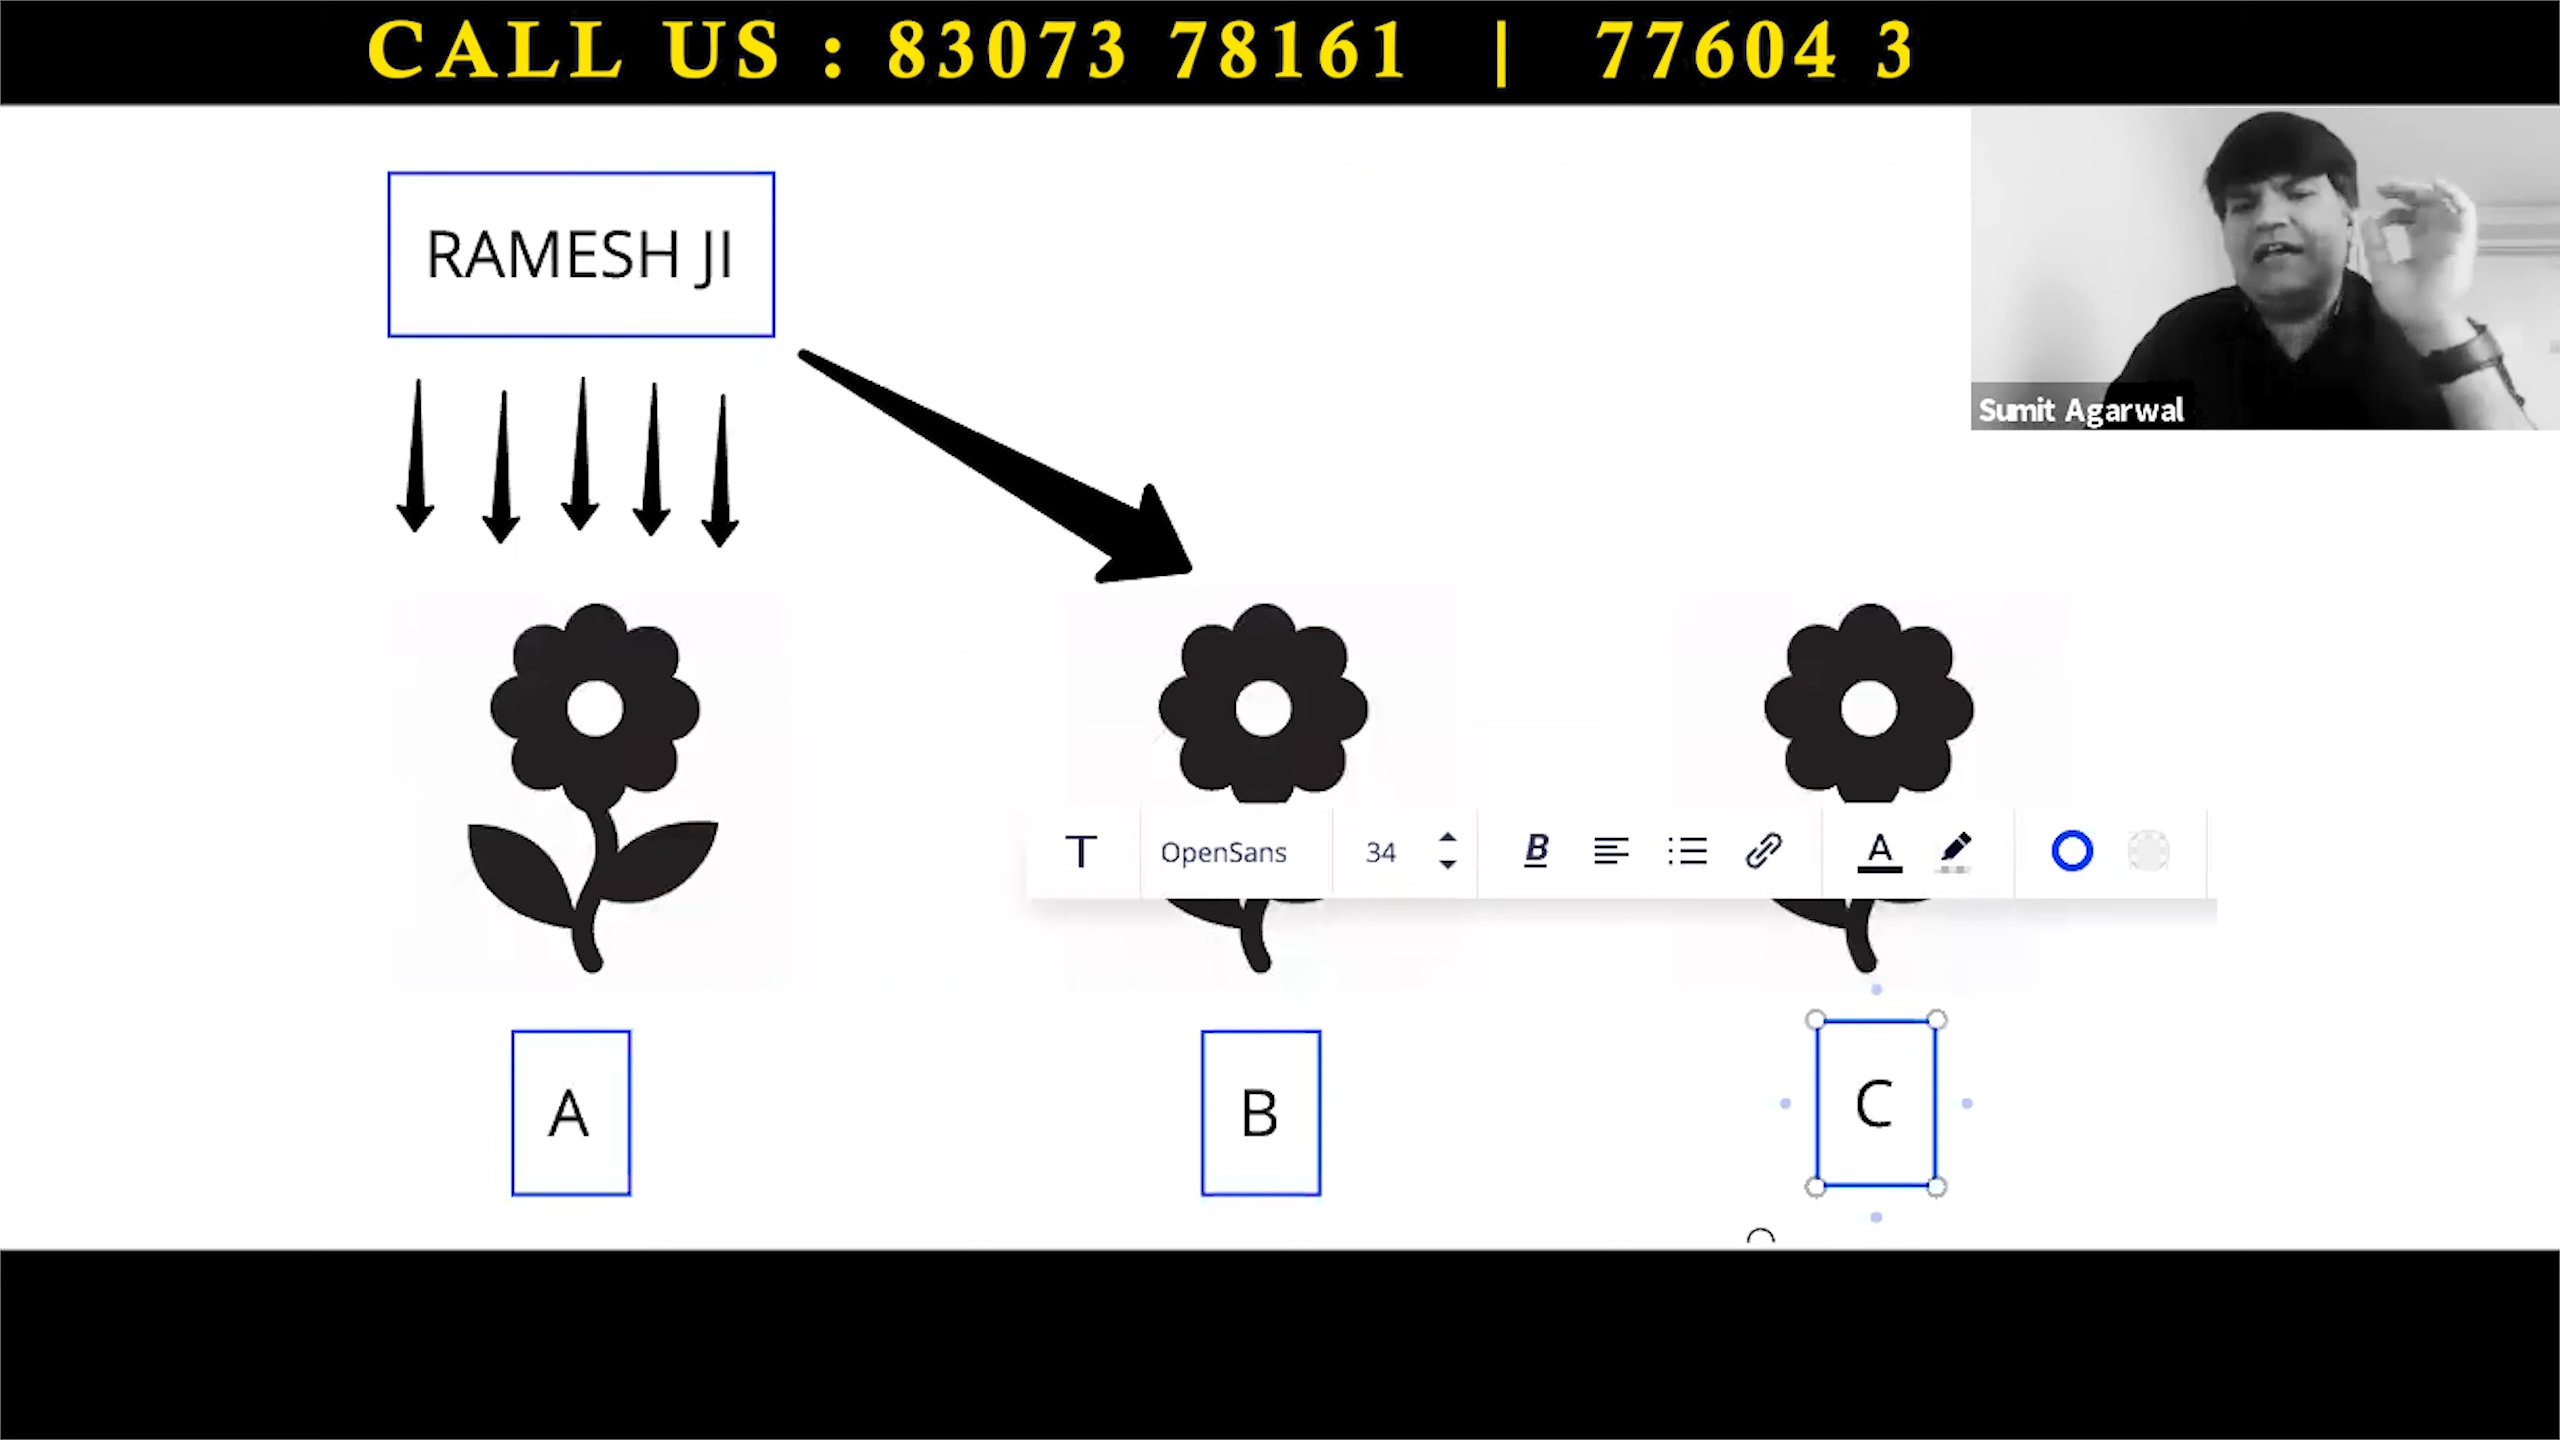 CALL US : 83073 78161 | 77604 3
RAMESH JI
Sumit Agarwal
T OpenSans 34 B A
A
B
C